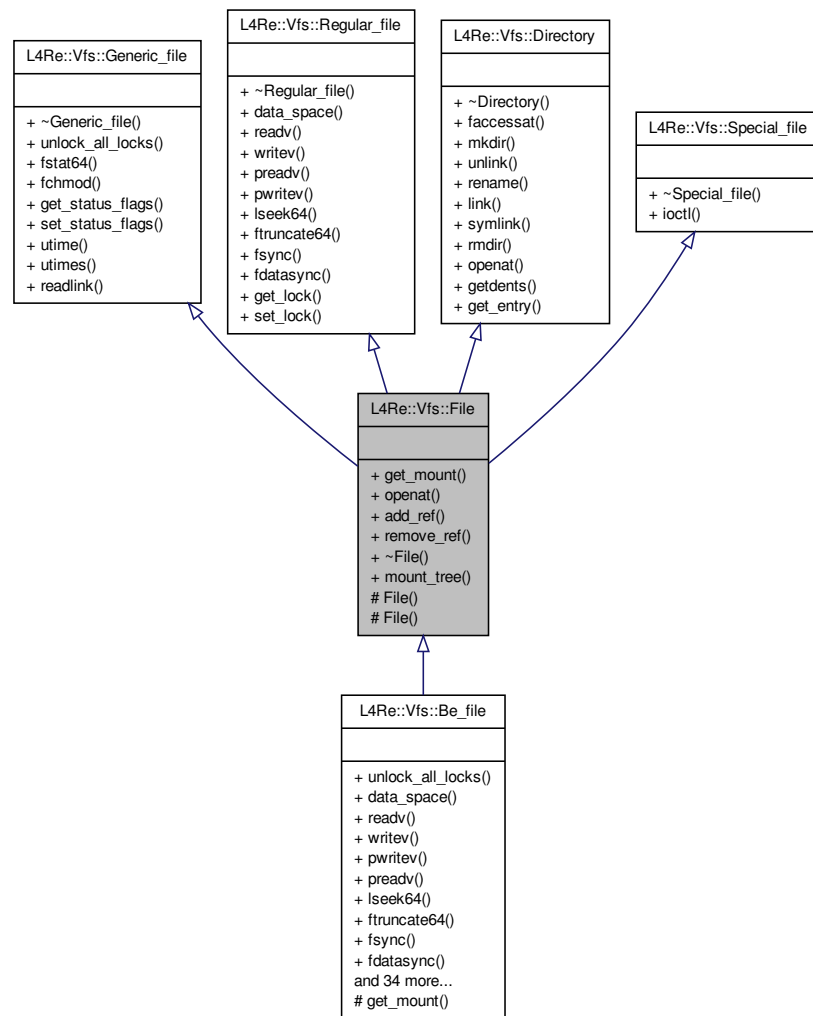 L4Re::Vfs::Generic_file
+ ~Generic_file()
+ unlock_all_locks()
+ fstat64()
+ fchmod()
+ get_status_flags()
+ set_status_flags()
+ utime()
+ utimes()
+ readlink()
L4Re::Vfs::Regular_file
+ ~Regular_file()
+ data_space()
+ readv()
+ writev()
+ preadv()
+ pwritev()
+ lseek64()
+ ftruncate64()
+ fsync()
+ fdatasync()
+ get_lock()
+ set_lock()
L4Re::Vfs::Directory
+ ~Directory()
+ faccessat()
+ mkdir()
+ unlink()
+ rename()
+ link()
+ symlink()
+ rmdir()
+ openat()
+ getdents()
+ get_entry()
L4Re::Vfs::Special_file
+ ~Special_file()
+ ioctl()
L4Re::Vfs::File
+ get_mount()
+ openat()
+ add_ref()
+ remove_ref()
+ ~File()
+ mount_tree()
# File()
# File()
L4Re::Vfs::Be_file
+ unlock_all_locks()
+ data_space()
+ readv()
+ writev()
+ pwritev()
+ preadv()
+ lseek64()
+ ftruncate64()
+ fsync()
+ fdatasync()
and 34 more...
# get_mount()